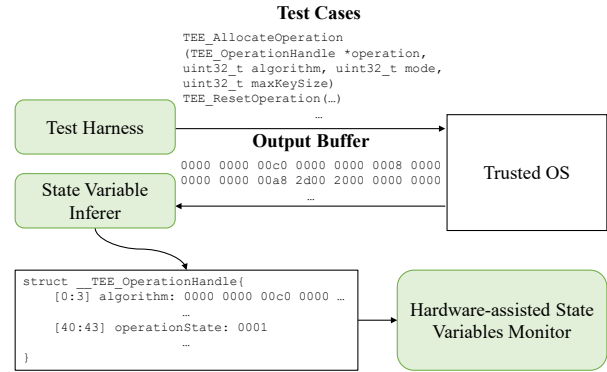 Test Cases
TEE_AllocateOperation
(TEE_OperationHandle *operation,
uint32_t algorithm, uint32_t mode,
uint32_t maxKeySize)
TEE_ResetOperation(…)
…
Test Harness
Output Buffer
0000 0000 00c0 0000 0000 0008 0000
0000 0000 00a8 2d00 2000 0000 0000
…
Trusted OS
State Variable
Inferer
struct __TEE_OperationHandle{
[0:3] algorithm: 0000 0000 00c0 0000 …
…
[40:43] operationState: 0001
…
}
Hardware-assisted State
Variables Monitor